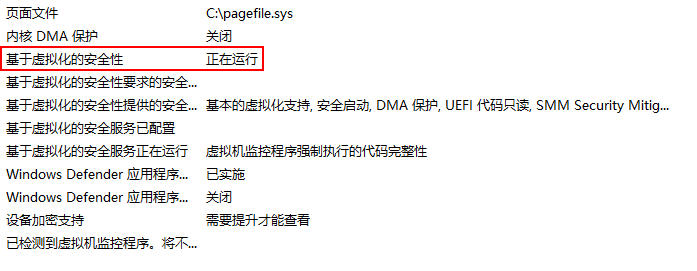 页面文件 C:\pagefile.sys
内核 DMA 保护 关闭
基于虚拟化的安全性 正在运行
基于虚拟化的安全性要求的安全...
基于虚拟化的安全性提供的安全... 基本的虚拟化支持, 安全启动, DMA 保护, UEFI 代码只读, SMM Security Mitig...
基于虚拟化的安全服务已配置
基于虚拟化的安全服务正在运行 虚拟机监控程序强制执行的代码完整性
Windows Defender 应用程序... 已实施
Windows Defender 应用程序... 关闭
设备加密支持 需要提升才能查看
已检测到虚拟机监控程序。将不...